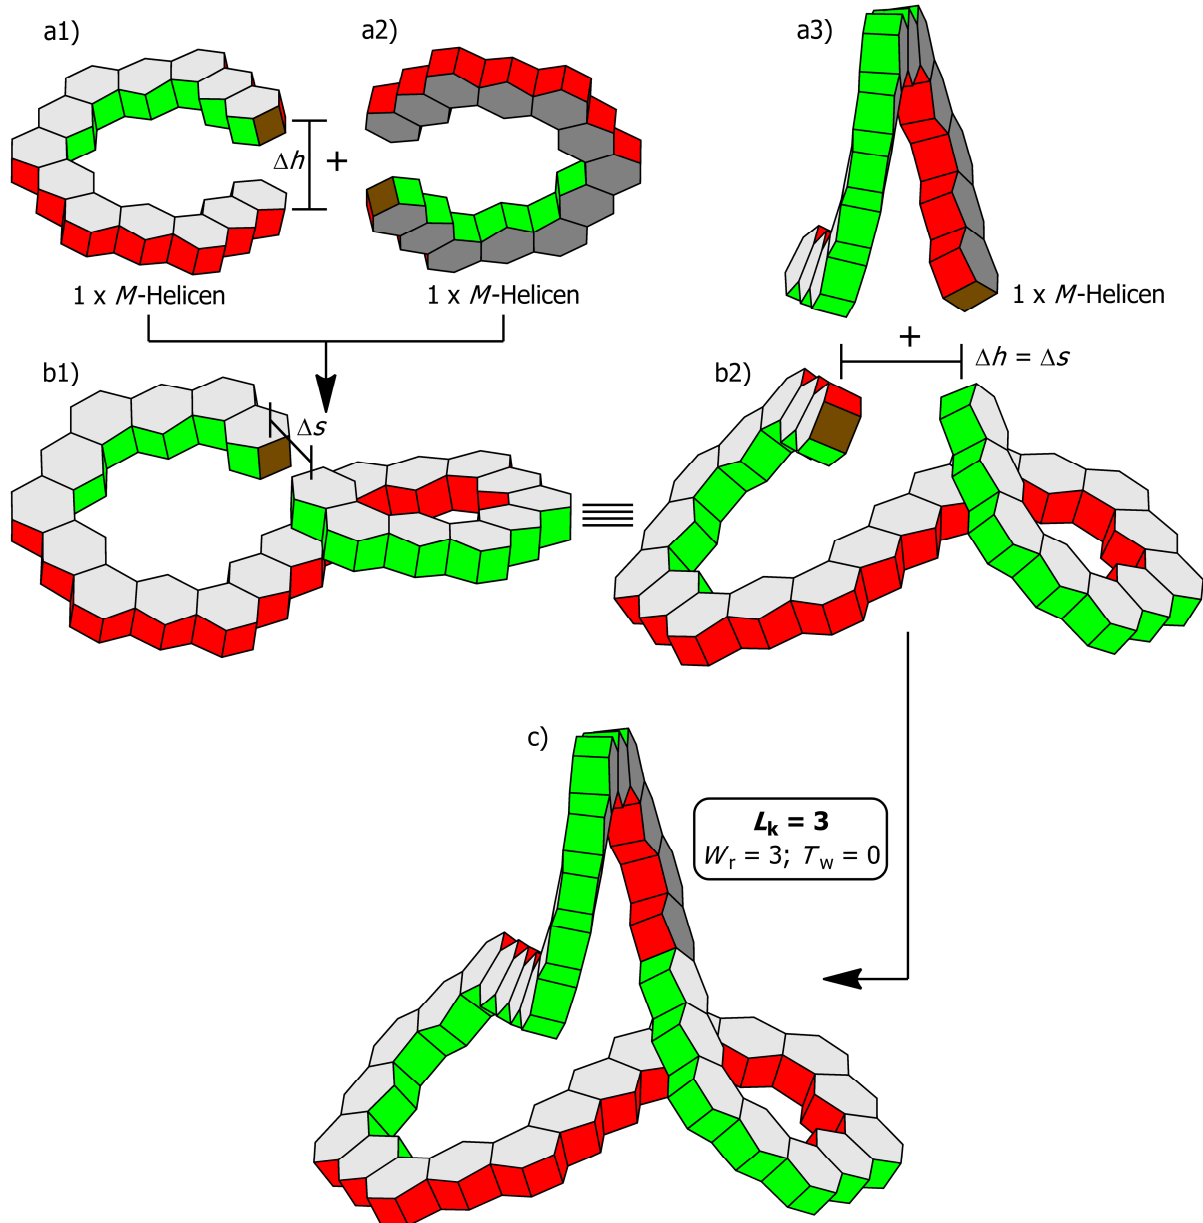 a1)
a2)
a3)
Δh
+
1 x M-Helicen
1 x M-Helicen
1 x M-Helicen
+
Δh = Δs
b1)
Δs
b2)
c)
Lk = 3
Wr = 3; Tw = 0